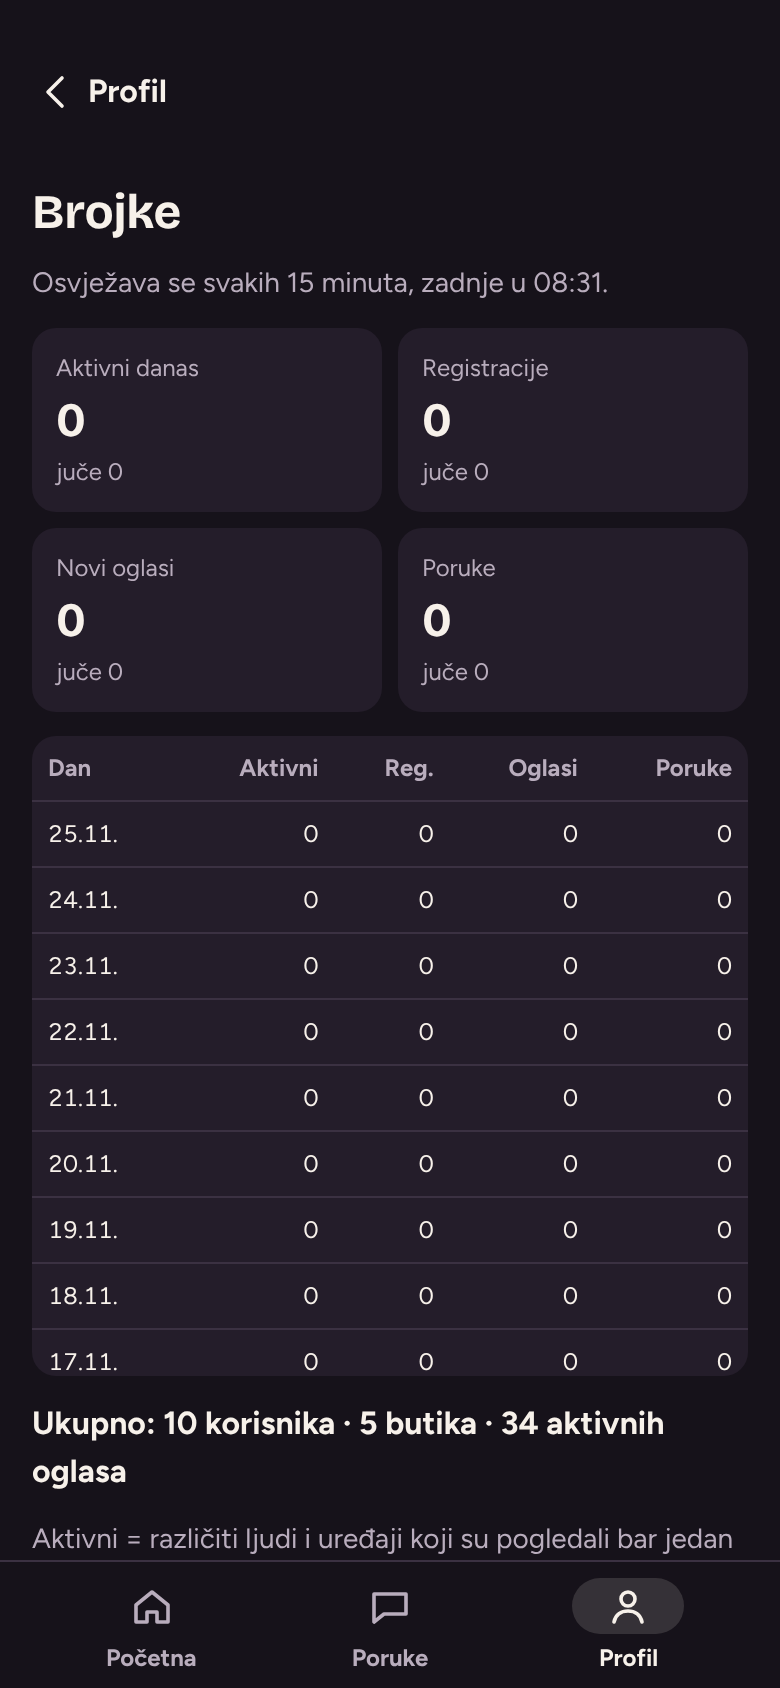 Profil
Brojke
Osvježava se svakih 15 minuta, zadnje u 08:31.
Aktivni danas
0
juče 0
Registracije
0
juče 0
Novi oglasi
0
juče 0
Poruke
0
juče 0
Dan Aktivni Reg. Oglasi Poruke
25.11. 0 0 0 0
24.11. 0 0 0 0
23.11. 0 0 0 0
22.11. 0 0 0 0
21.11. 0 0 0 0
20.11. 0 0 0 0
19.11. 0 0 0 0
18.11. 0 0 0 0
17.11. 0 0 0 0
Ukupno: 10 korisnika · 5 butika · 34 aktivnih
oglasa
Aktivni = različiti ljudi i uređaji koji su pogledali bar jedan
Početna Poruke Profil